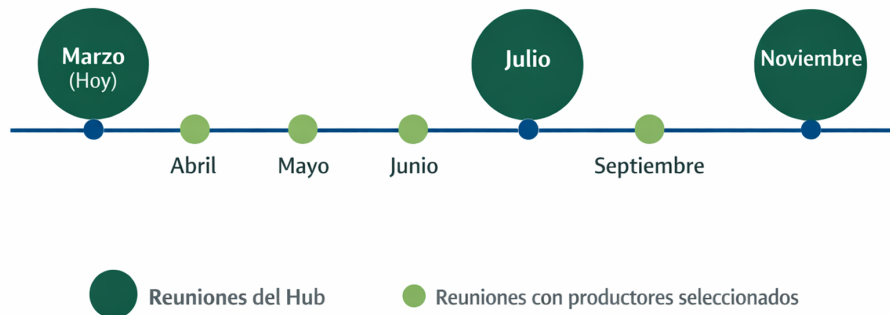 Marzo
(Hoy)
Julio
Noviembre
Abril
Mayo
Junio
Septiembre
Reuniones del Hub
Reuniones con productores seleccionados